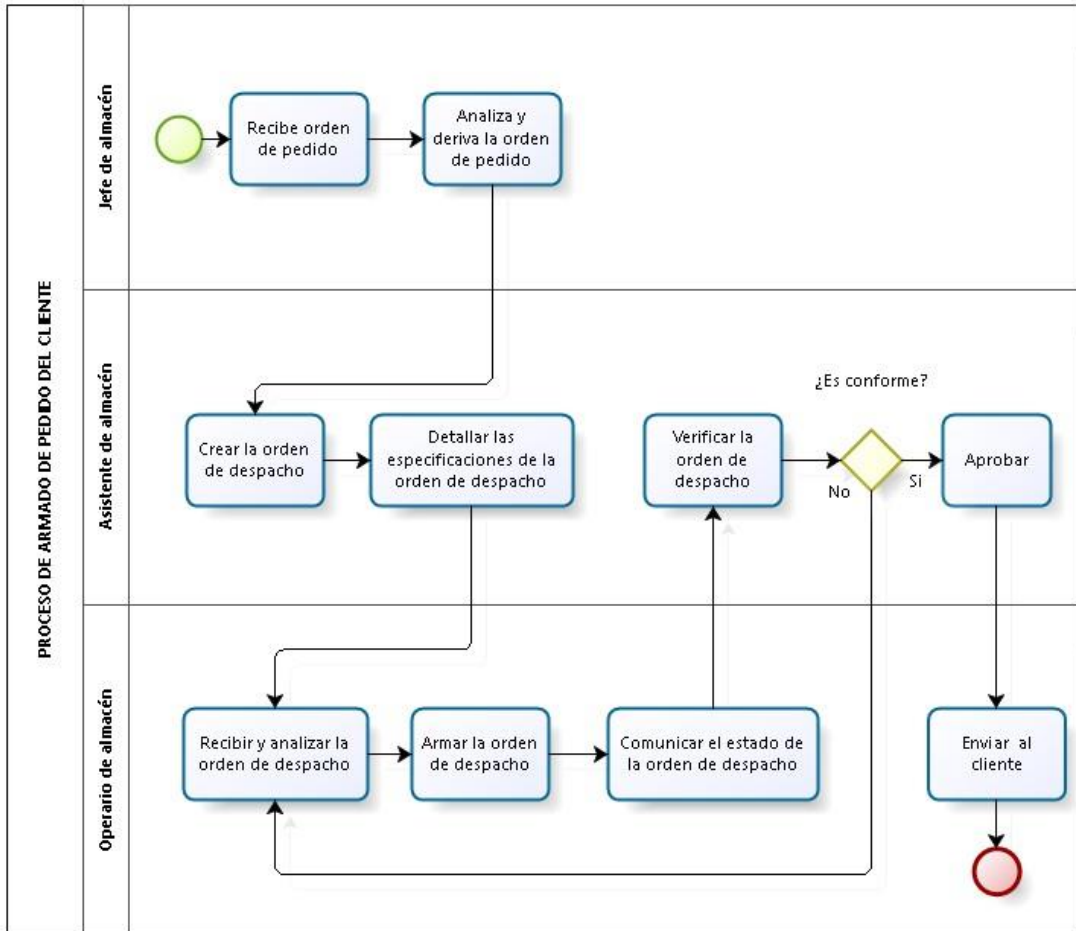 PROCESO DE ARMADO DE PEDIDO DEL CLIENTE
Jefe de almacén
Recibe orden
de pedido
Analiza y
deriva la orden
de pedido
Asistente de almacén
Crear la orden
de despacho
Detallar las
especificaciones de la
orden de despacho
Verificar la
orden de
despacho
¿Es conforme?
No
Si
Aprobar
Operario de almacén
Recibir y analizar la
orden de despacho
Armar la orden
de despacho
Comunicar el estado de
la orden de despacho
Enviar al
cliente